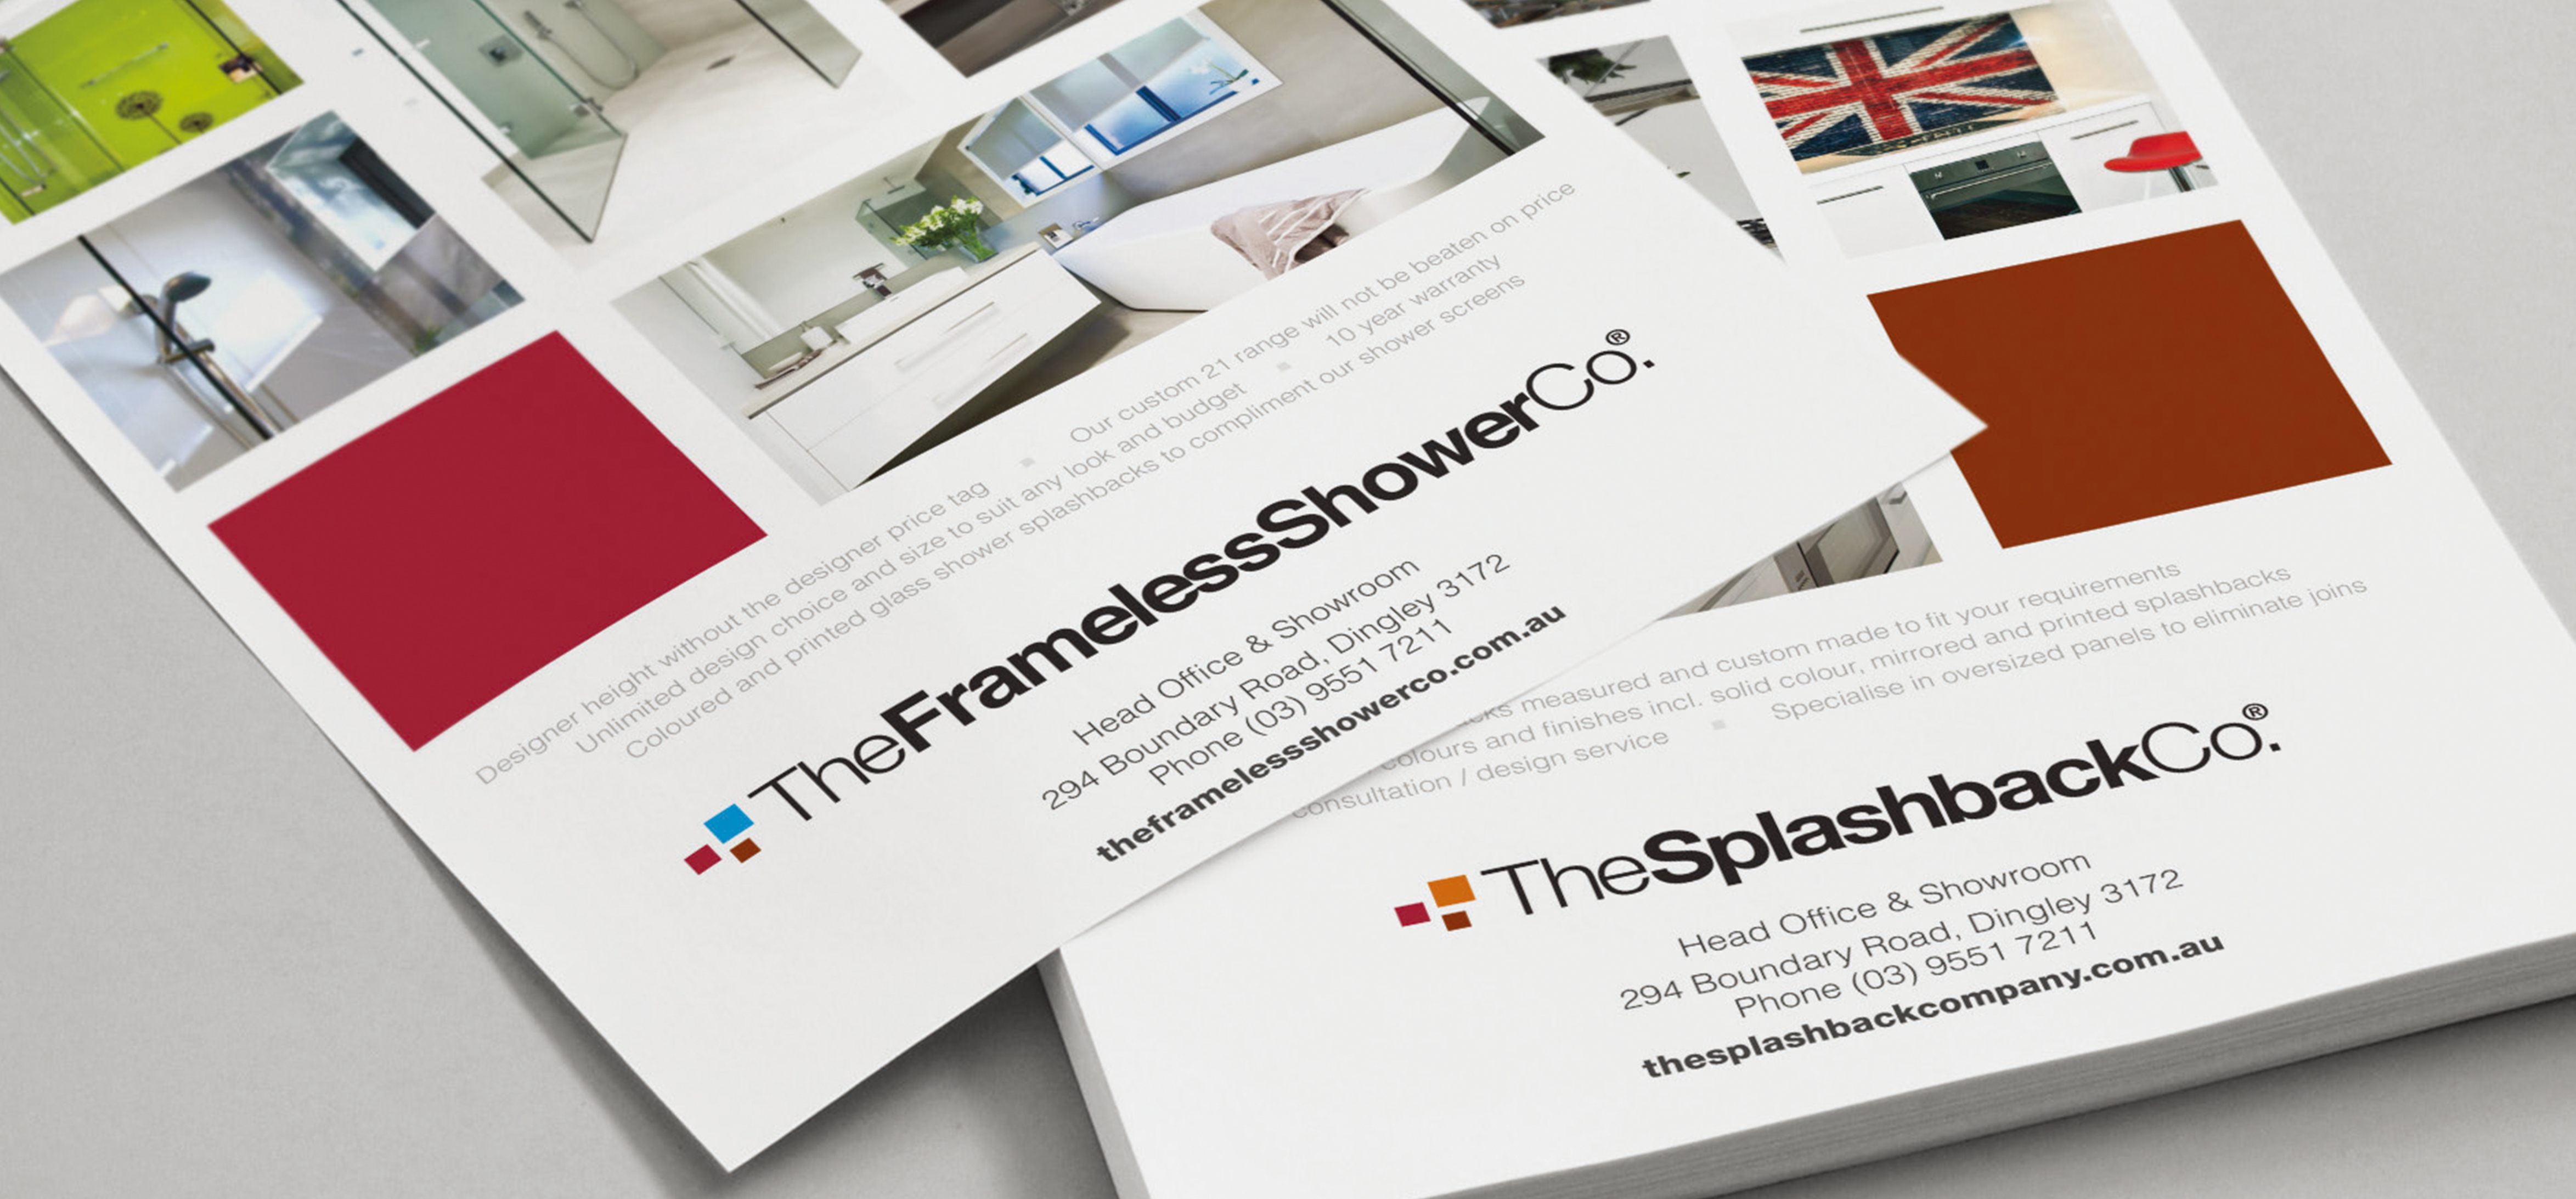 Designer height without the designer price tag ▪ Our custom 21 range will not be beaten on price
Unlimited design choice and size to suit any look and budget ▪ 10 year warranty
Coloured and printed glass shower splashbacks to compliment our shower screens
TheFramelessShowerCo.®
Head Office & Showroom
294 Boundary Road, Dingley 3172
Phone (03) 9551 7211
theframelessshowerco.com.au
measured and custom made to fit your requirements
colours and finishes incl. solid colour, mirrored and printed splashbacks
consultation / design service ▪ Specialise in oversized panels to eliminate joins
TheSplashbackCo.®
Head Office & Showroom
294 Boundary Road, Dingley 3172
Phone (03) 9551 7211
thesplashbackcompany.com.au